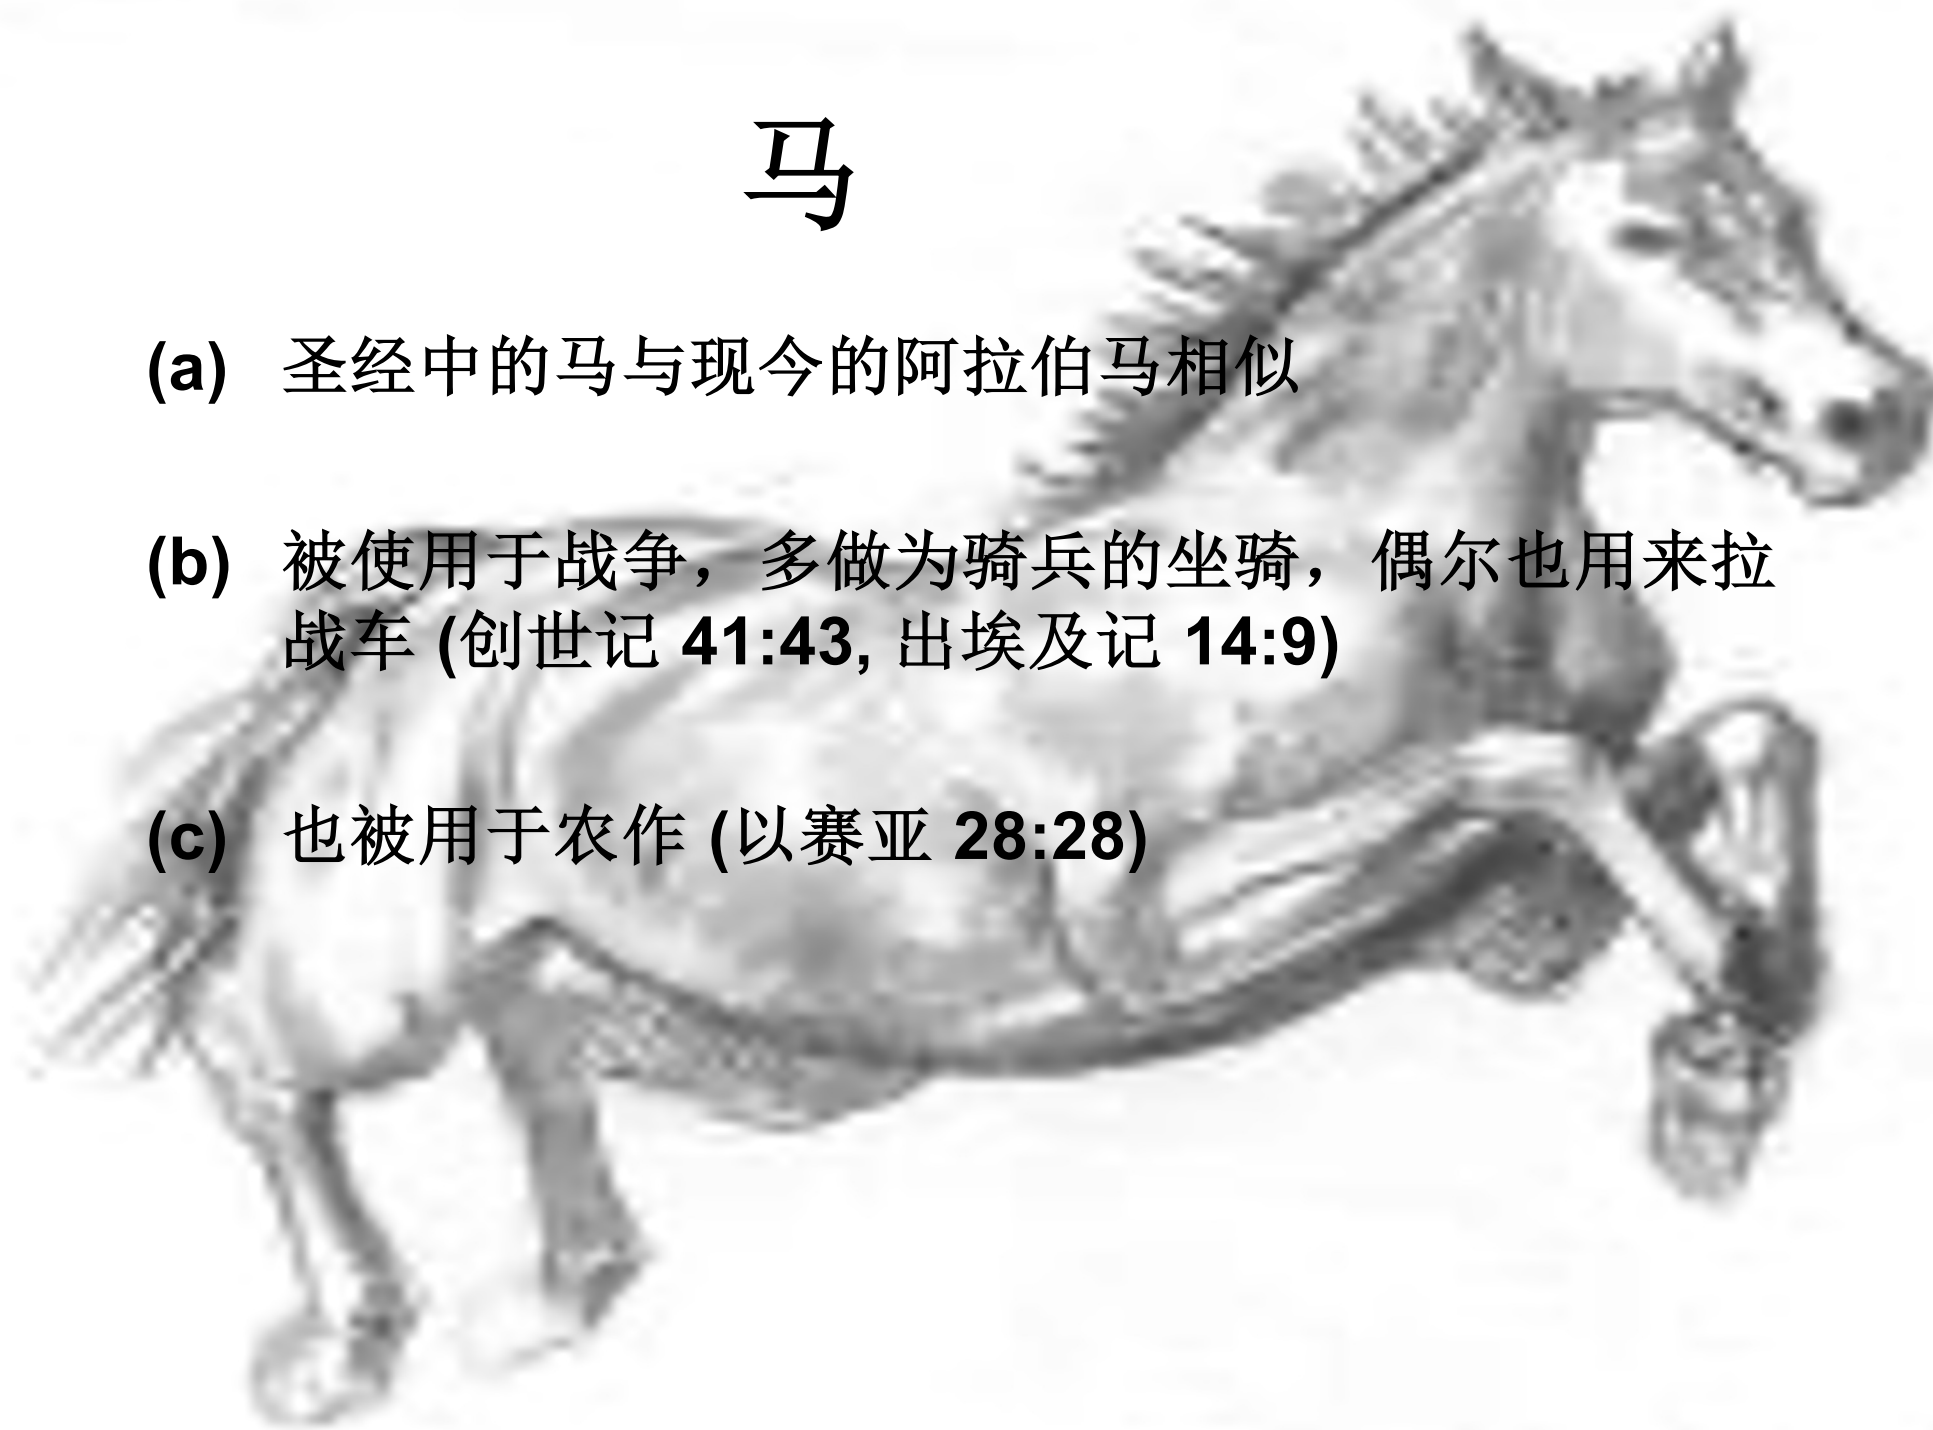 马
(a) 圣经中的马与现今的阿拉伯马相似
(b) 被使用于战争，多做为骑兵的坐骑，偶尔也用来拉
战车 (创世记 41:43, 出埃及记 14:9)
(c) 也被用于农作 (以赛亚 28:28)